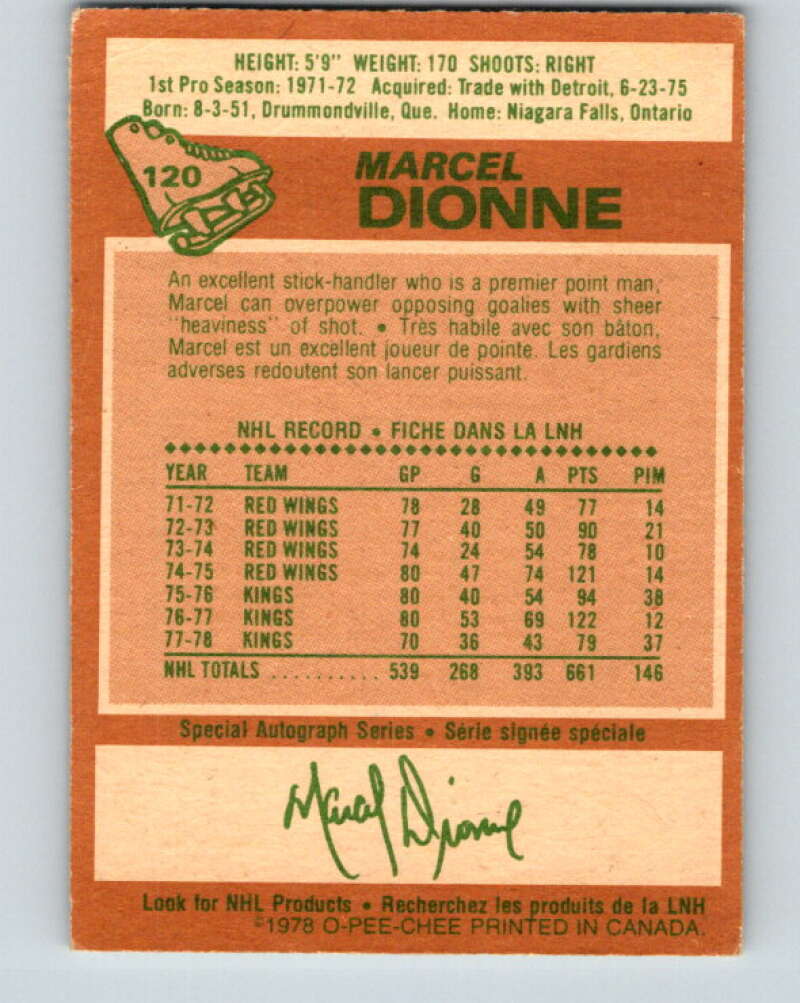 HEIGHT: 5'9" WEIGHT: 170 SHOOTS: RIGHT
1st Pro Season: 1971-72 Acquired: Trade with Detroit, 6-23-75
Born: 8-3-51, Drummondville, Que. Home: Niagara Falls, Ontario
120
MARCEL
DIONNE
An excellent stick-handler who is a premier point man,
Marcel can overpower opposing goalies with sheer
"heaviness" of shot. • Très habile avec son bâton,
Marcel est un excellent joueur de pointe. Les gardiens
adverses redoutent son lancer puissant.
NHL RECORD • FICHE DANS LA LNH
YEAR TEAM GP G A PTS PIM
71-72 RED WINGS 78 28 49 77 14
72-73 RED WINGS 77 40 50 90 21
73-74 RED WINGS 74 24 54 78 10
74-75 RED WINGS 80 47 74 121 14
75-76 KINGS 80 40 54 94 38
76-77 KINGS 80 53 69 122 12
77-78 KINGS 70 36 43 79 37
NHL TOTALS .......... 539 268 393 661 146
Special Autograph Series • Série signée spéciale
Marcel Dionne
Look for NHL Products • Recherchez les produits de la LNH
©1978 O-PEE-CHEE PRINTED IN CANADA.